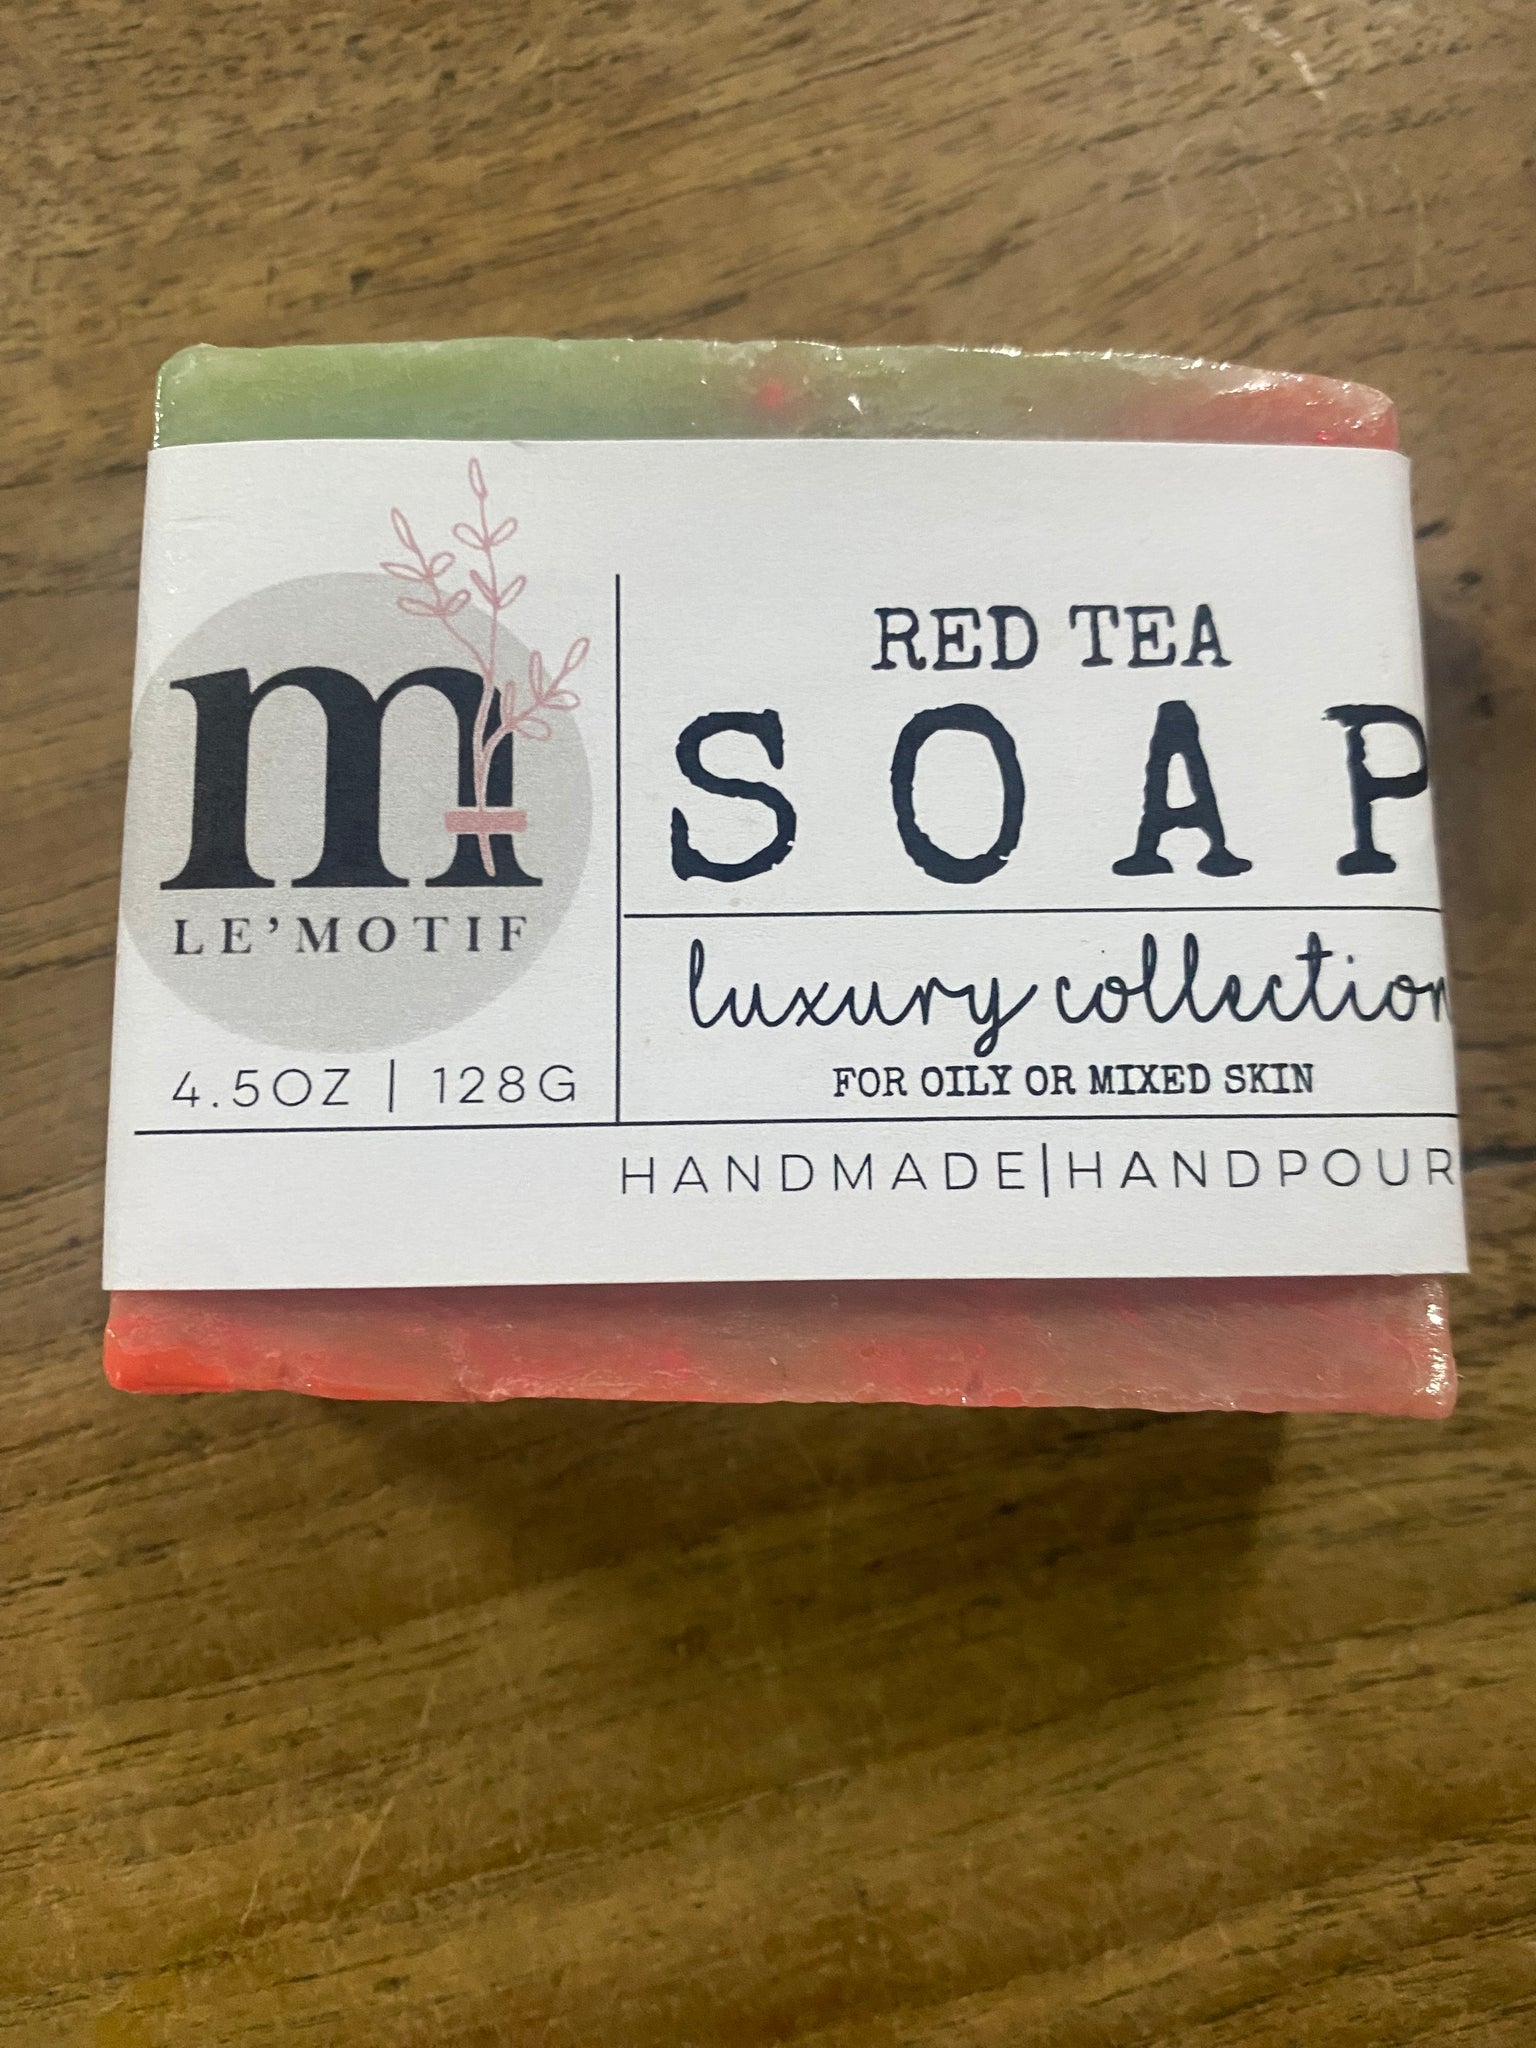 m
LE'MOTIF
4.5OZ | 128G
RED TEA
SOAP
luxury collection
FOR OILY OR MIXED SKIN
HANDMADE|HANDPOUR